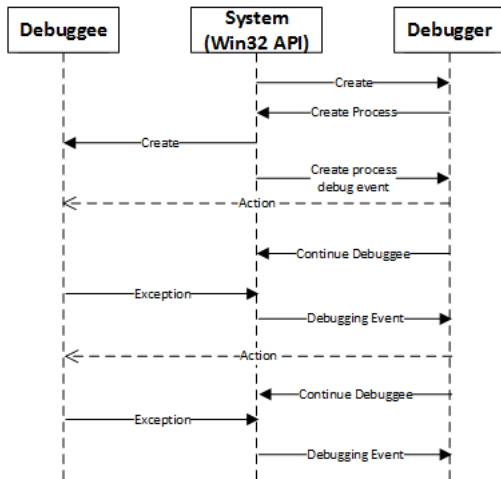 Debuggee
System
(Win32 API)
Debugger
Create
Create Process
Create
Create process
debug event
Action
Continue Debuggee
Exception
Debugging Event
Action
Continue Debuggee
Exception
Debugging Event